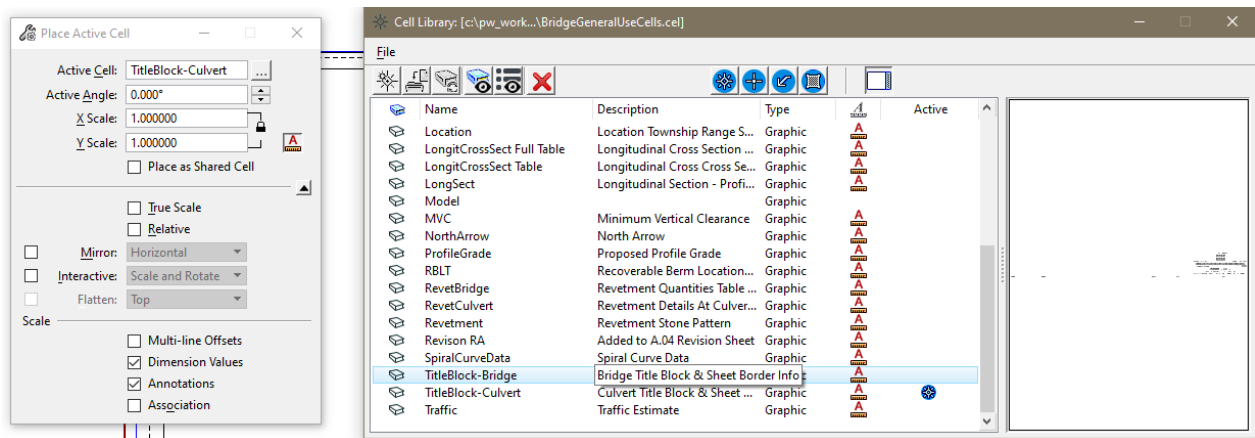 Place Active Cell
Active Cell: TitleBlock-Culvert ...
Active Angle: 0.000°
X Scale: 1.000000
Y Scale: 1.000000
A
Place as Shared Cell
True Scale
Relative
Mirror: Horizontal
Interactive: Scale and Rotate
Flatten: Top
Scale
Multi-line Offsets
Dimension Values
Annotations
Association
Cell Library: [c:\pw_work...\BridgeGeneralUseCells.cel]
File
Name Description Type A Active
Location Location Township Range S... Graphic A
LongitCrossSect Full Table Longitudinal Cross Section ... Graphic A
LongitCrossSect Table Longitudinal Cross Cross Se... Graphic A
LongSect Longitudinal Section - Profi... Graphic A
Model Graphic
MVC Minimum Vertical Clearance Graphic A
NorthArrow North Arrow Graphic A
ProfileGrade Proposed Profile Grade Graphic A
RBLT Recoverable Berm Location... Graphic A
RevetBridge Revetment Quantities Table ... Graphic A
RevetCulvert Revetment Details At Culver... Graphic A
Revetment Revetment Stone Pattern Graphic A
Revison RA Added to A.04 Revision Sheet Graphic A
SpiralCurveData Spiral Curve Data Graphic A
TitleBlock-Bridge Bridge Title Block & Sheet Border Info A
TitleBlock-Culvert Culvert Title Block & Sheet ... Graphic A
Traffic Traffic Estimate Graphic A